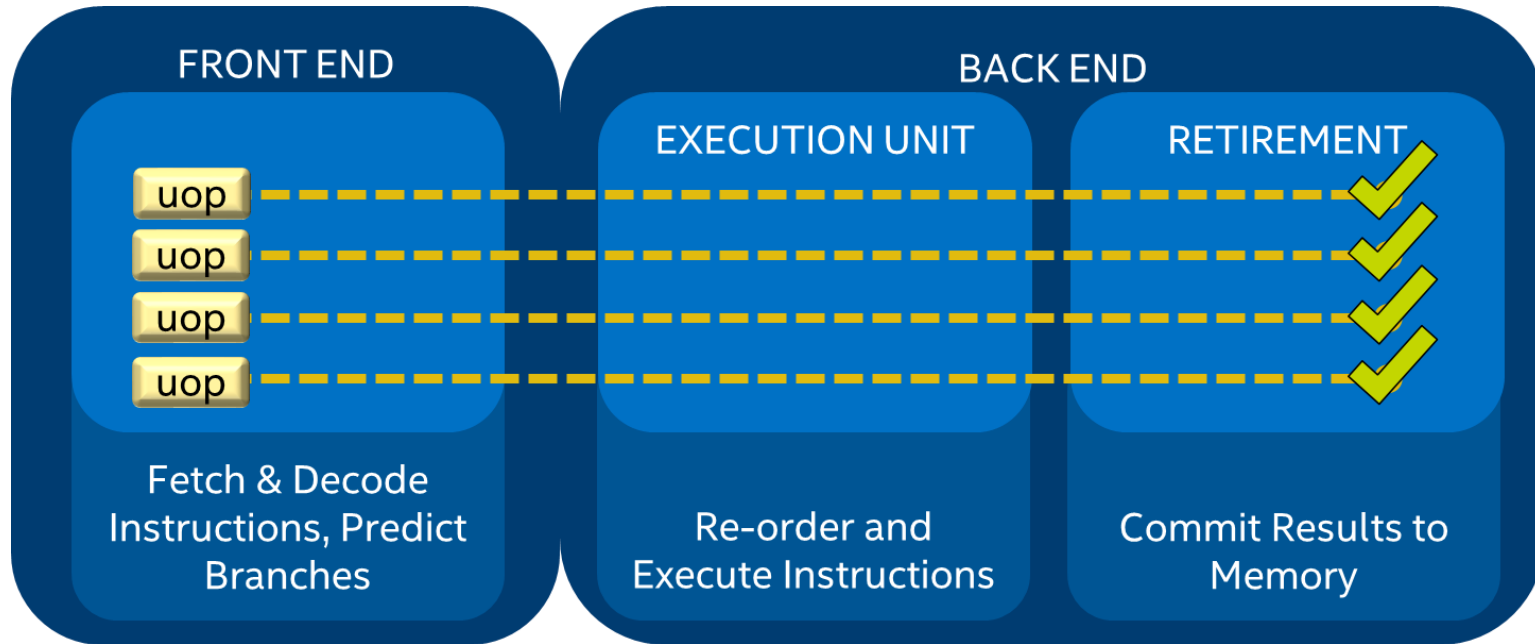 FRONT END
BACK END
EXECUTION UNIT
RETIREMENT
uop
uop
uop
uop
Fetch & Decode
Instructions, Predict
Branches
Re-order and
Execute Instructions
Commit Results to
Memory